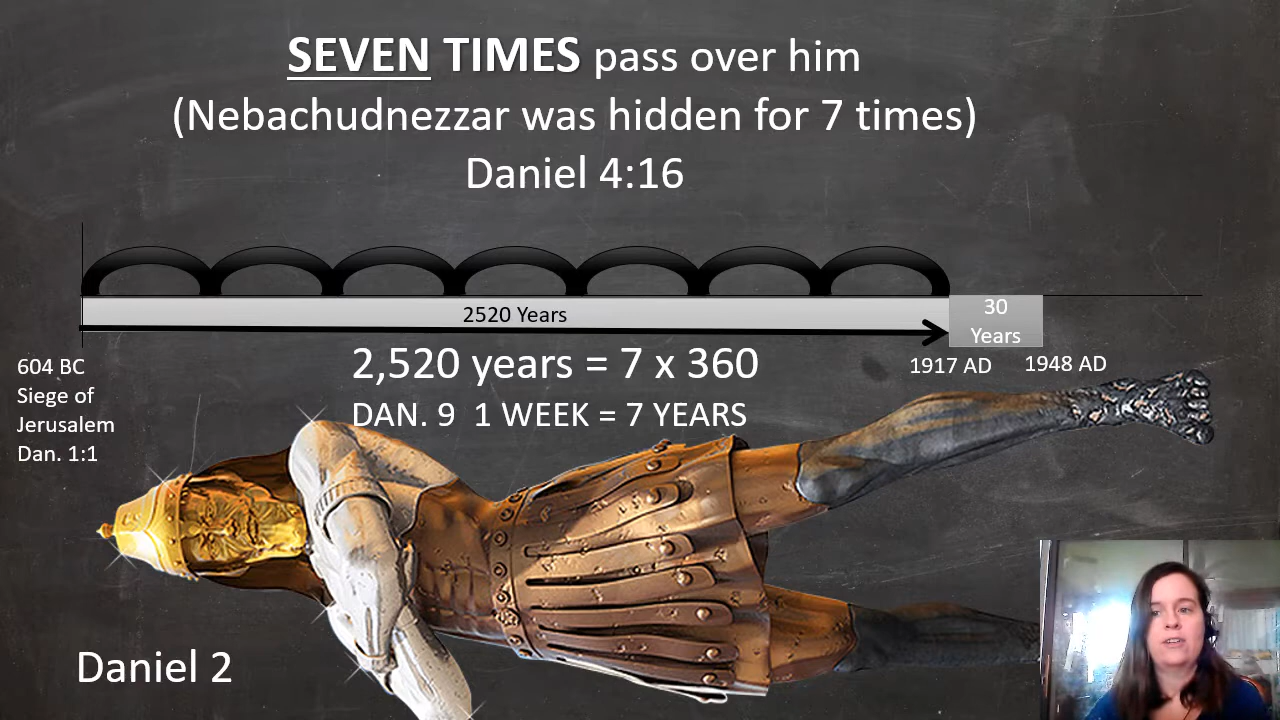 SEVEN TIMES pass over him
(Nebachudnezzar was hidden for 7 times)
Daniel 4:16
2520 Years
30
Years
604 BC
Siege of
Jerusalem
Dan. 1:1
2,520 years = 7 x 360
1917 AD
1948 AD
DAN. 9 1 WEEK = 7 YEARS
Daniel 2